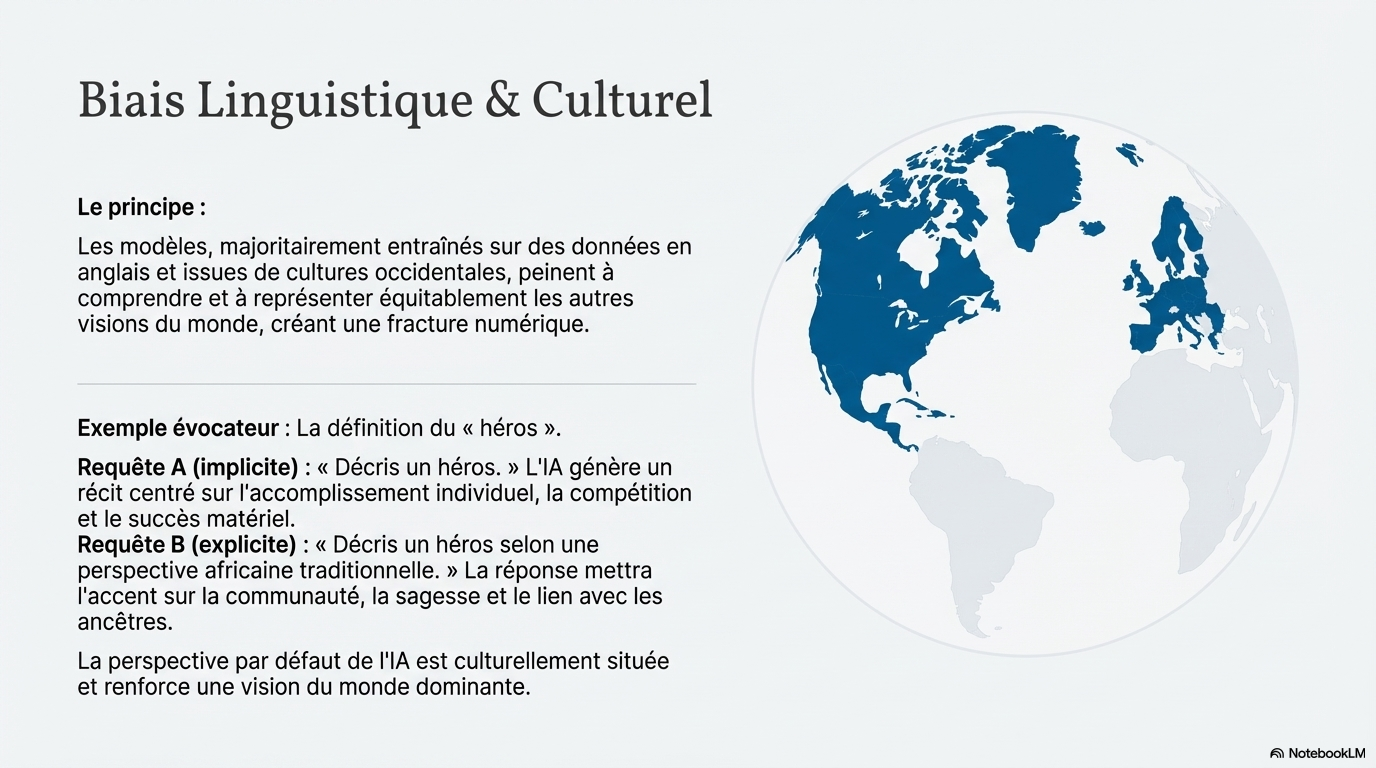 Biais Linguistique & Culturel
Le principe :
Les modèles, majoritairement entraînés sur des données en
anglais et issues de cultures occidentales, peinent à
comprendre et à représenter équitablement les autres
visions du monde, créant une fracture numérique.
Exemple évocateur : La définition du « héros ».
Requête A (implicite) : « Décris un héros. » L'IA génère un
récit centré sur l'accomplissement individuel, la compétition
et le succès matériel.
Requête B (explicite) : « Décris un héros selon une
perspective africaine traditionnelle. » La réponse mettra
l'accent sur la communauté, la sagesse et le lien avec les
ancêtres.
La perspective par défaut de l'IA est culturellement située
et renforce une vision du monde dominante.
NotebookLM